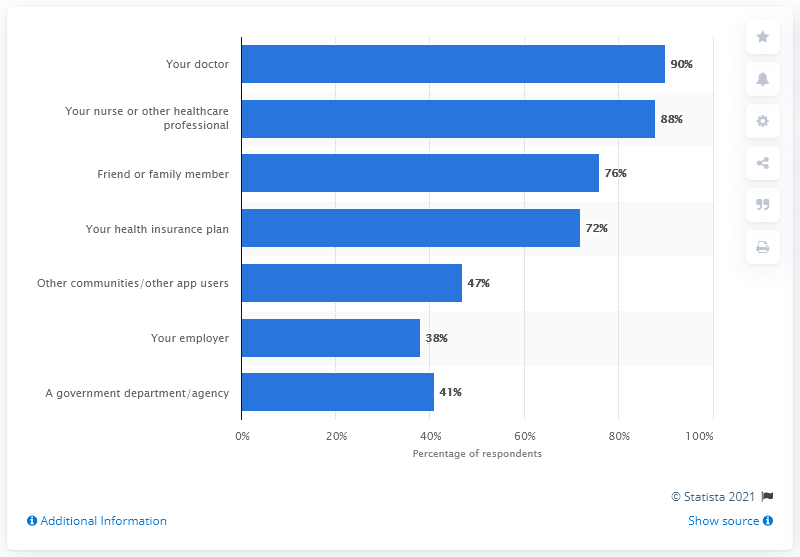 Your doctor
90%
Your nurse or other healthcare
professional
88%
Friend or family member
76%
Your health insurance plan
72%
Other communities/other app users
47%
Your employer
38%
A government department/agency
41%
0% 20% 40% 60% 80% 100%
Percentage of respondents
© Statista 2021
Additional Information
Show source